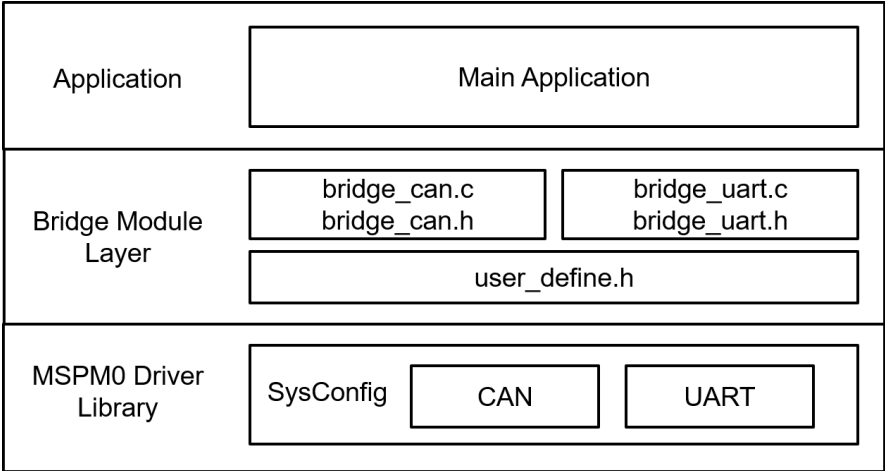 Application
Main Application
Bridge Module
Layer
bridge_can.c
bridge_can.h
bridge_uart.c
bridge_uart.h
user_define.h
MSPM0 Driver
Library
SysConfig
CAN
UART